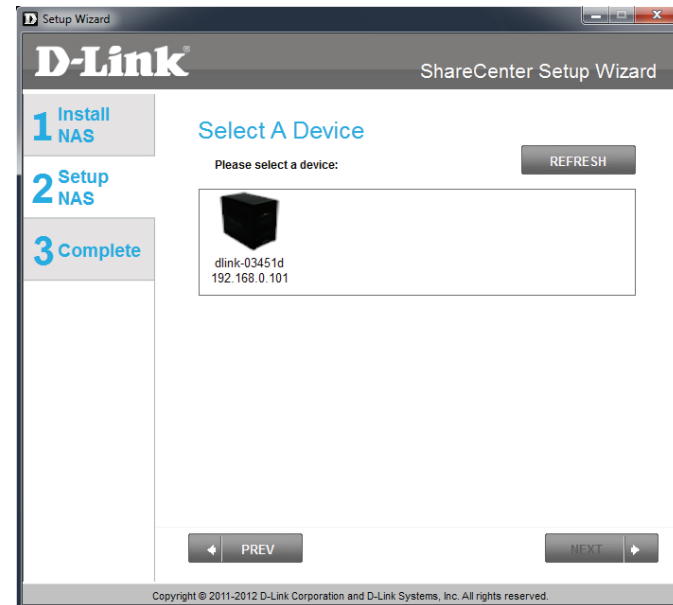 D Setup Wizard
D-Link®
ShareCenter Setup Wizard
1 Install
NAS
2 Setup
NAS
3 Complete
Select A Device
Please select a device:
REFRESH
dlink-03451d
192.168.0.101
PREV
NEXT
Copyright © 2011-2012 D-Link Corporation and D-Link Systems, Inc. All rights reserved.